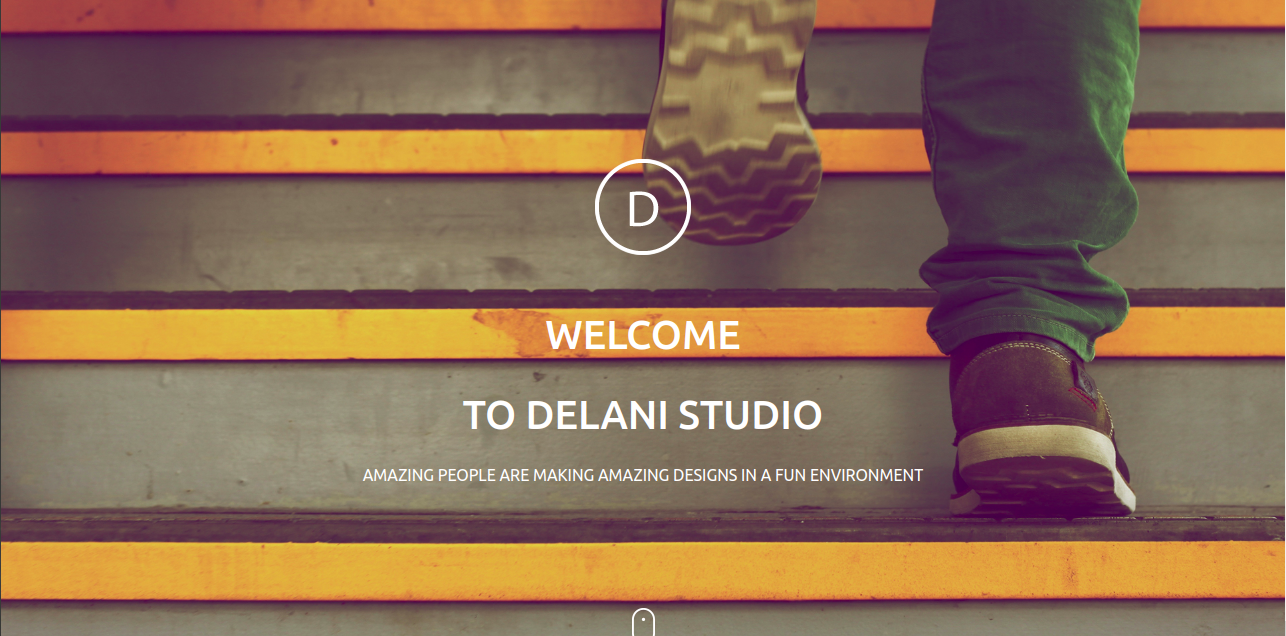 D
WELCOME
TO DELANI STUDIO
AMAZING PEOPLE ARE MAKING AMAZING DESIGNS IN A FUN ENVIRONMENT